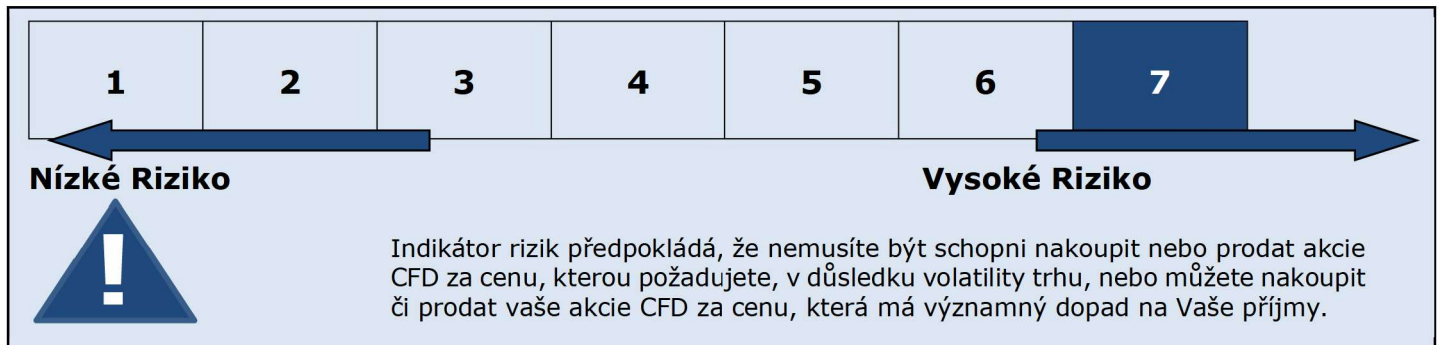 1 2 3 4 5 6 7
Nízké Riziko Vysoké Riziko
!
Indikátor rizik předpokládá, že nemusíte být schopni nakoupit nebo prodat akcie
CFD za cenu, kterou požadujete, v důsledku volatility trhu, nebo můžete nakoupit
či prodat vaše akcie CFD za cenu, která má významný dopad na Vaše příjmy.